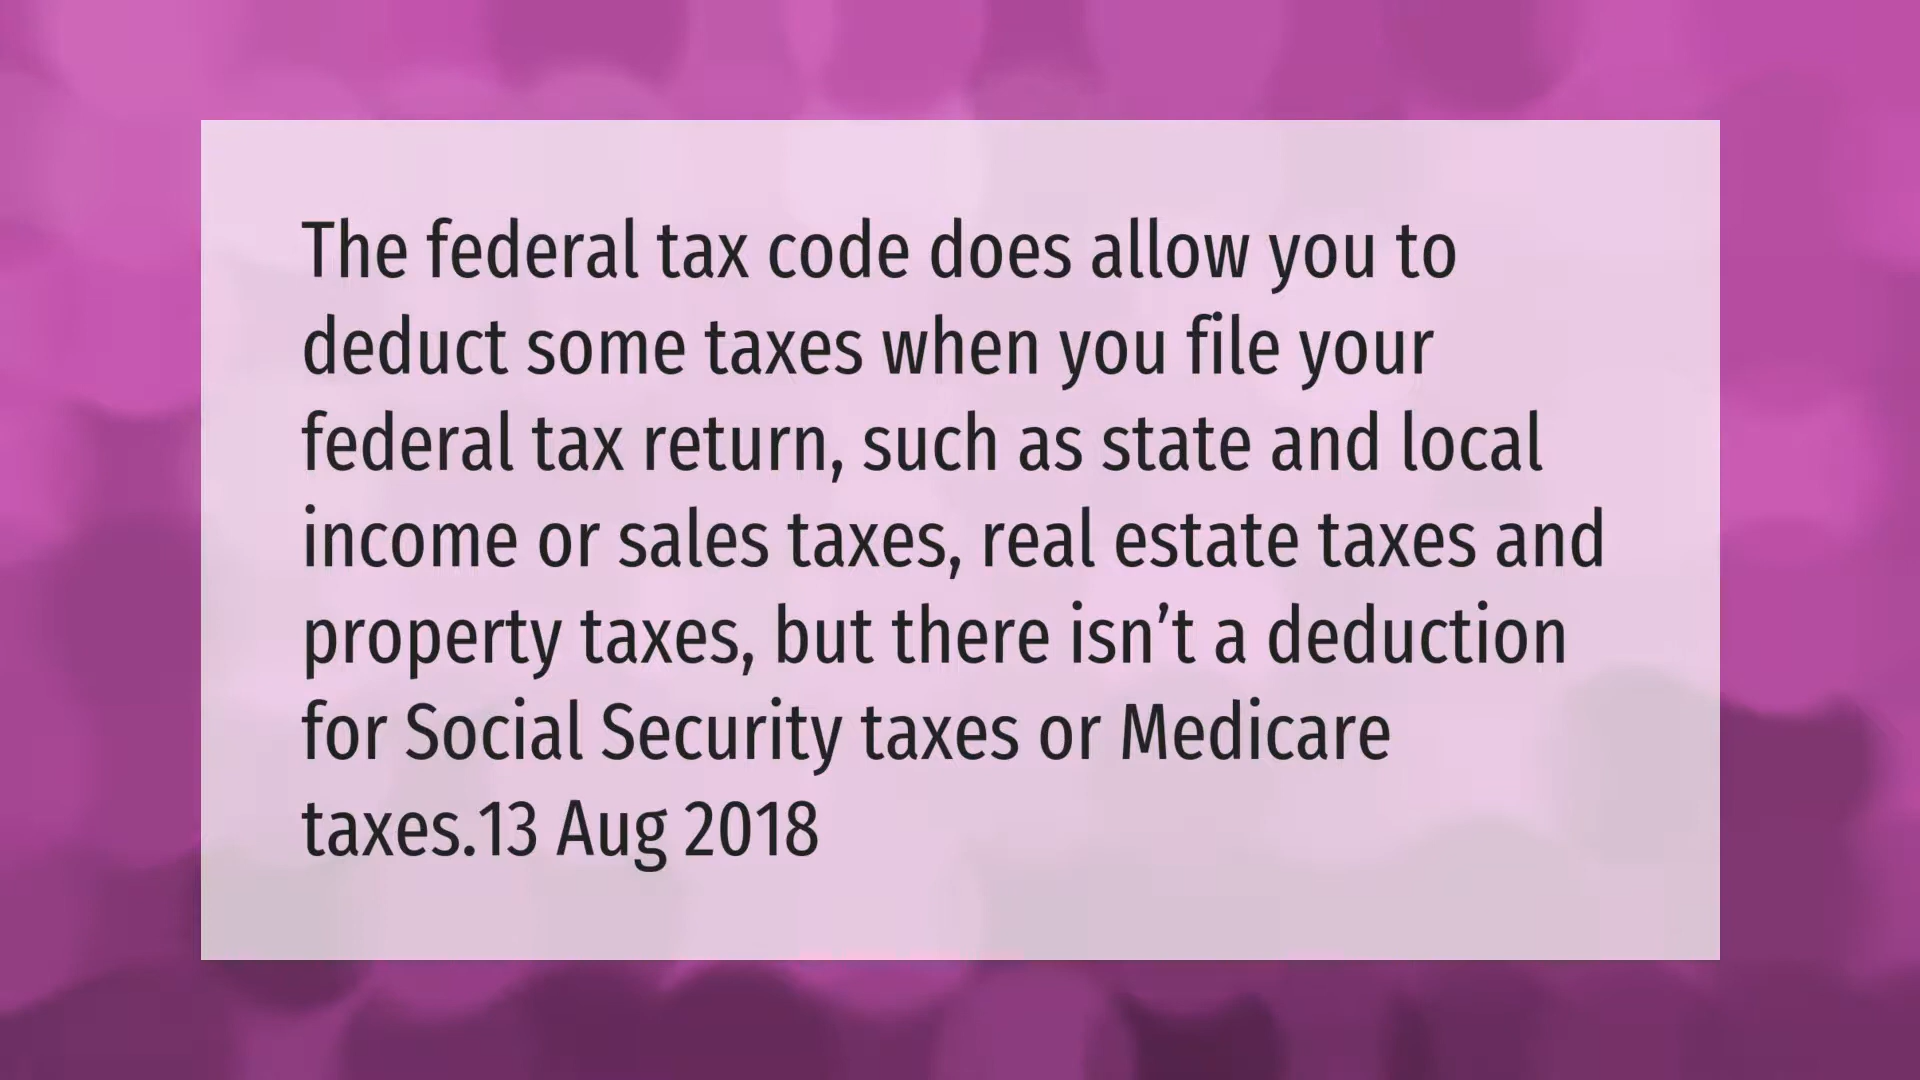 The federal tax code does allow you to
deduct some taxes when you file your
federal tax return, such as state and local
income or sales taxes, real estate taxes and
property taxes, but there isn’t a deduction
for Social Security taxes or Medicare
taxes.13 Aug 2018